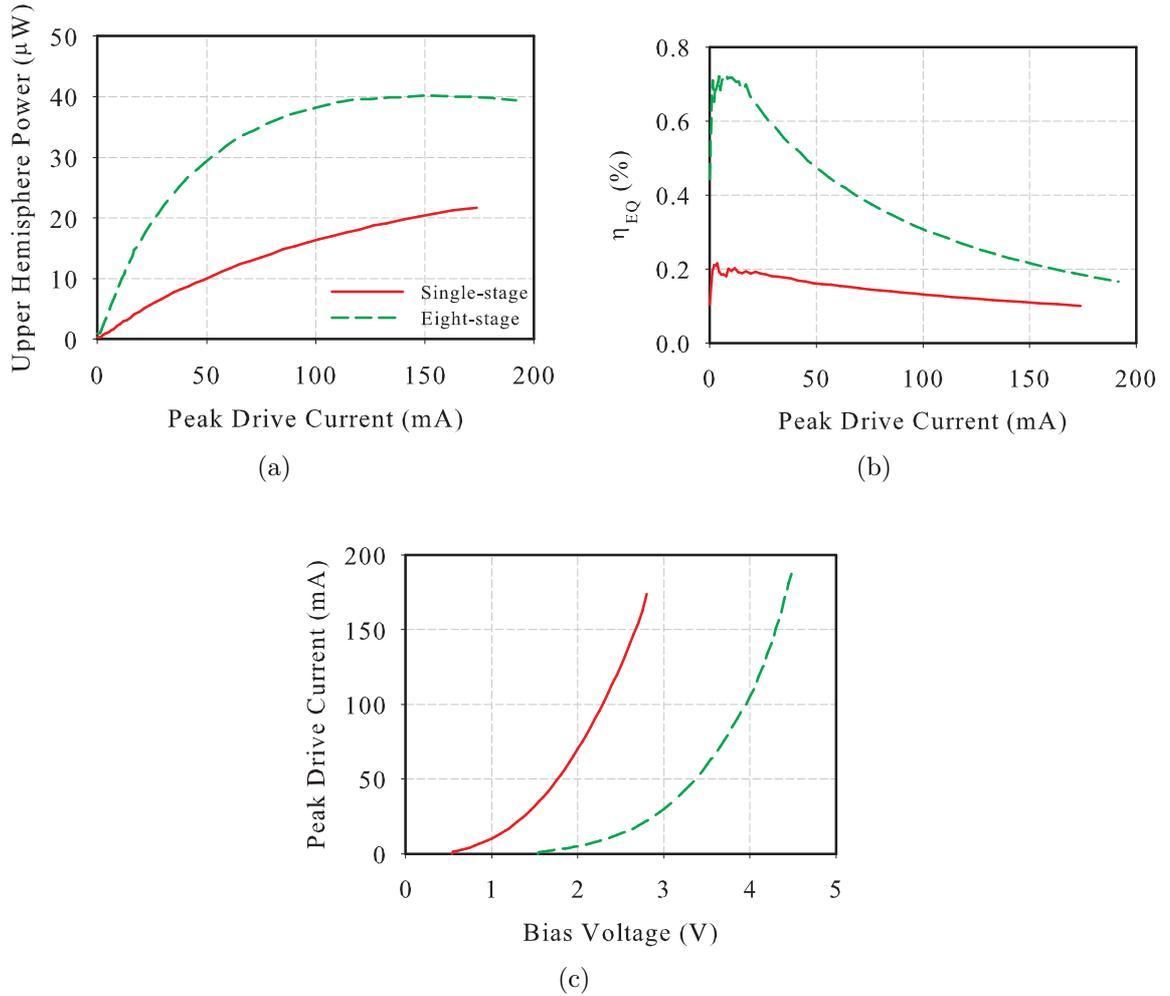 Upper Hemisphere Power (µW)
50
40
30
20
10
0
0 50 100 150 200
Peak Drive Current (mA)
Single-stage
Eight-stage
(a)
η_EQ (%)
0.8
0.6
0.4
0.2
0.0
0 50 100 150 200
Peak Drive Current (mA)
(b)
Peak Drive Current (mA)
200
150
100
50
0
0 1 2 3 4 5
Bias Voltage (V)
(c)